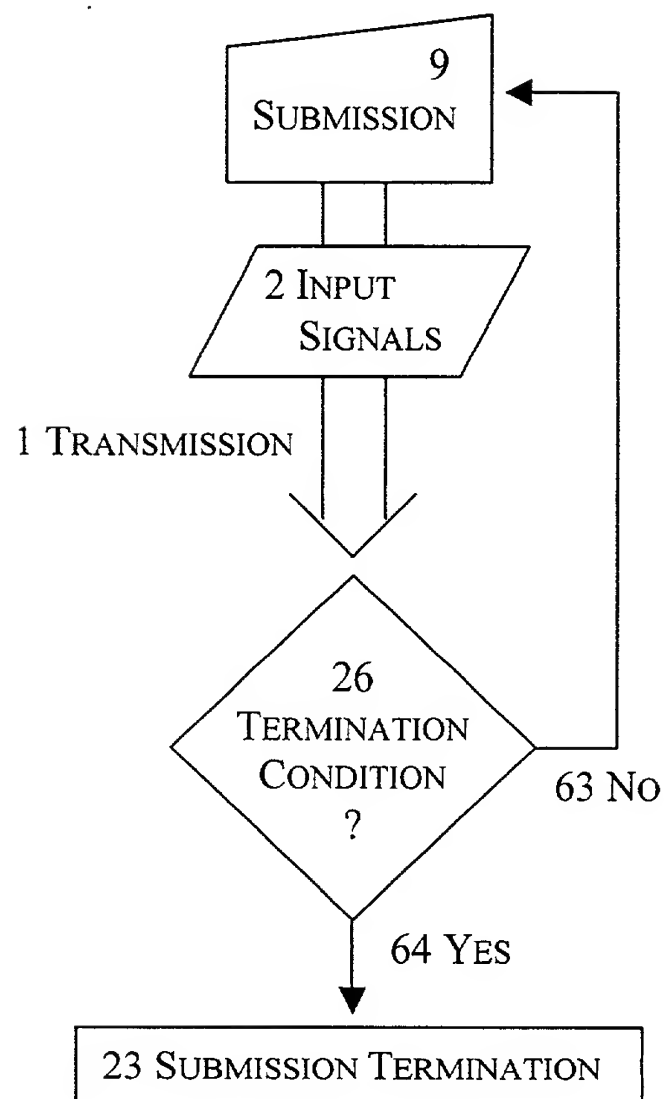 9
SUBMISSION
2 INPUT
SIGNALS
1 TRANSMISSION
26
TERMINATION
CONDITION
?
63 NO
64 YES
23 SUBMISSION TERMINATION